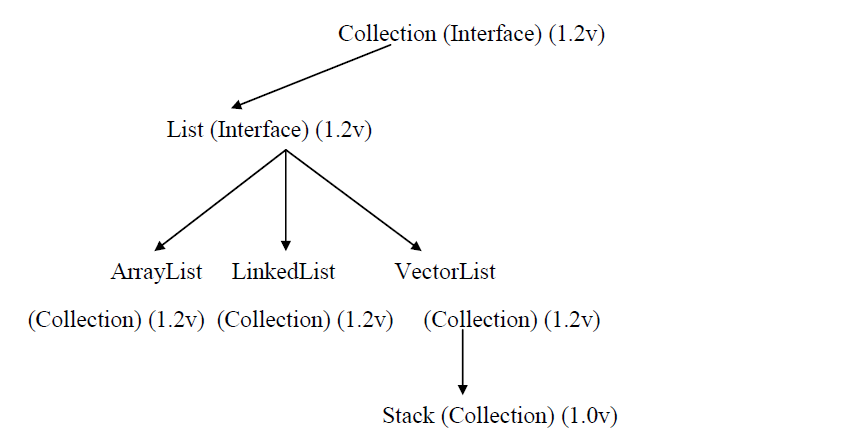 Collection (Interface) (1.2v)
List (Interface) (1.2v)
ArrayList LinkedList VectorList
(Collection) (1.2v) (Collection) (1.2v) (Collection) (1.2v)
Stack (Collection) (1.0v)